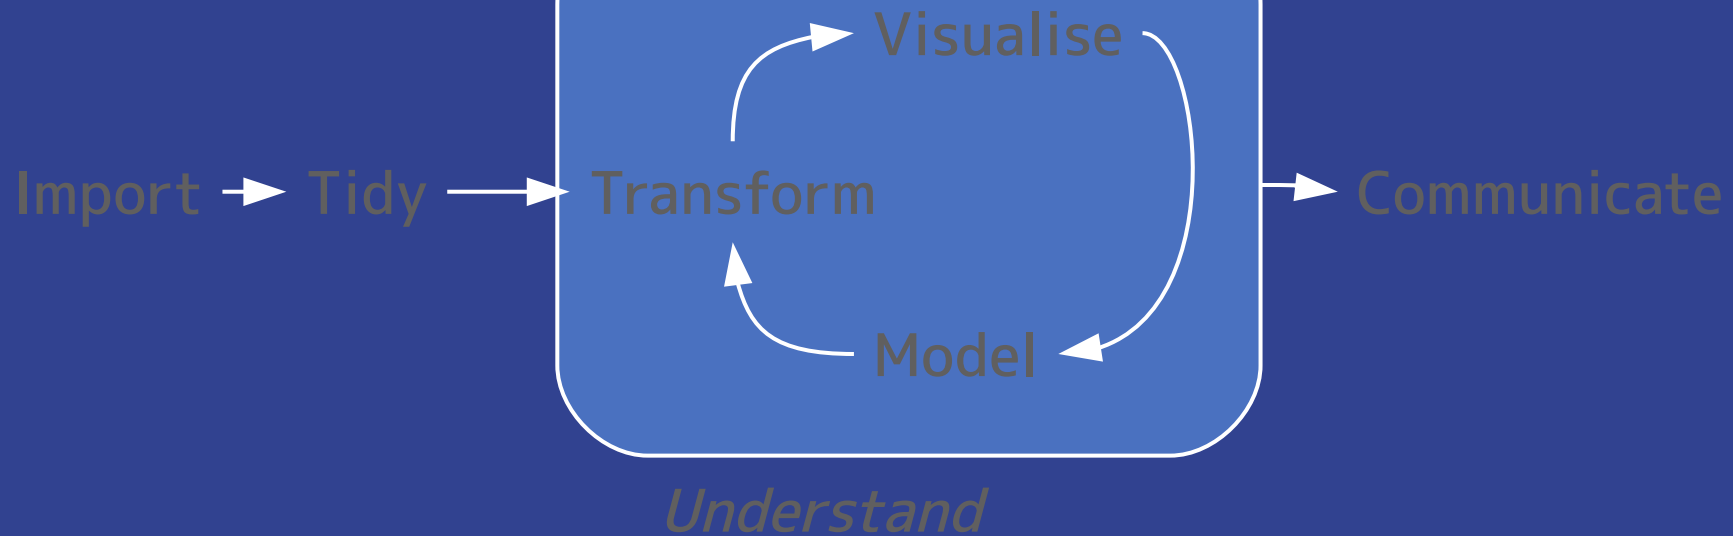 Visualise
Import
Tidy
Transform
Communicate
Model
Understand